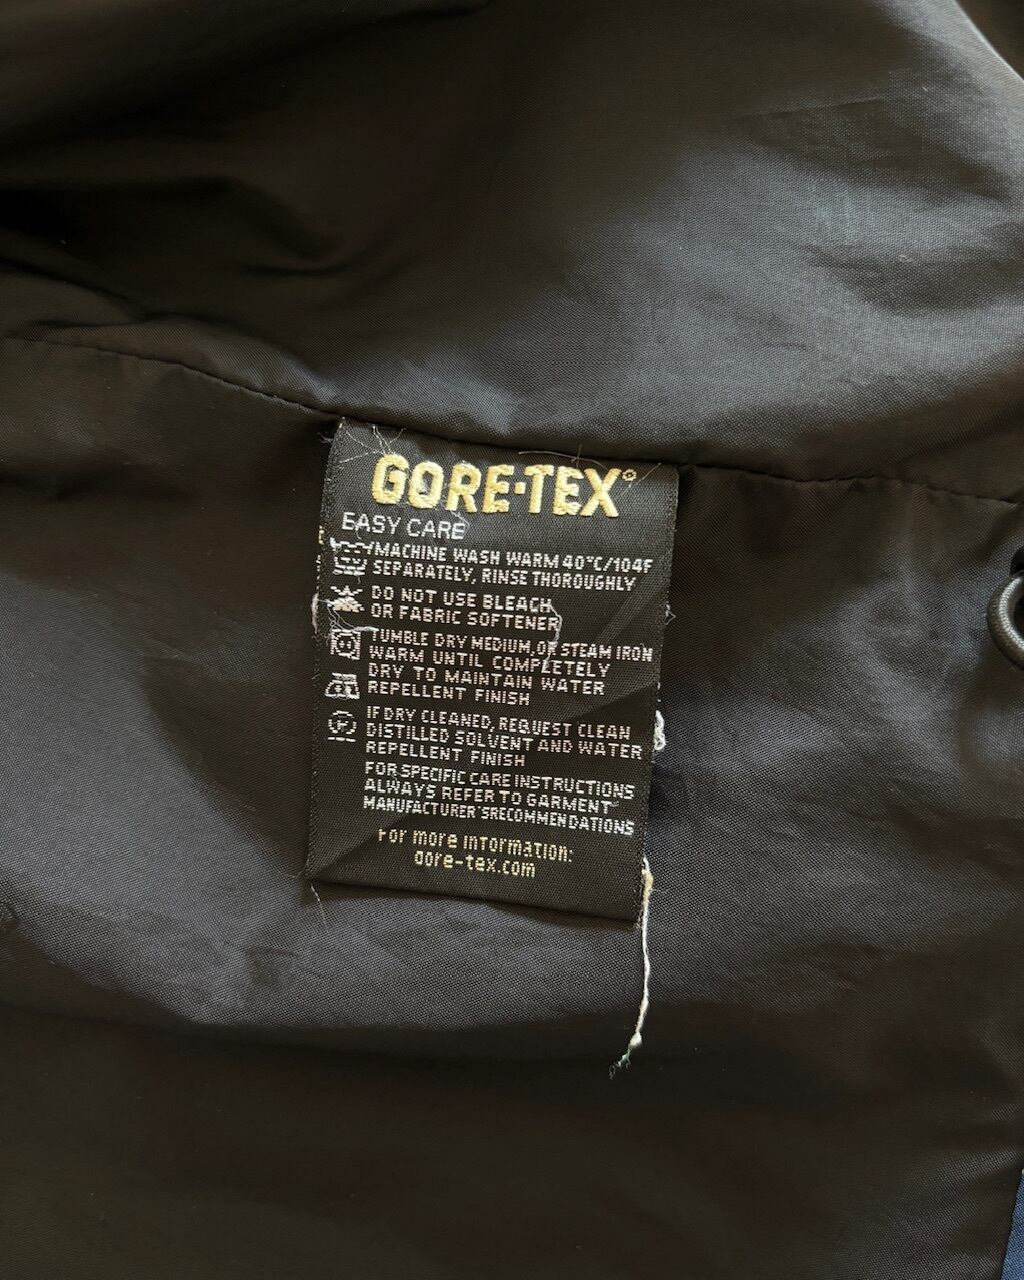 GORE-TEX®
EASY CARE
MACHINE WASH WARM 40°C/104F
SEPARATELY, RINSE THOROUGHLY
DO NOT USE BLEACH
OR FABRIC SOFTENER
TUMBLE DRY MEDIUM, OR STEAM IRON
WARM UNTIL COMPLETELY
DRY TO MAINTAIN WATER
REPELLENT FINISH
IF DRY CLEANED, REQUEST CLEAN
DISTILLED SOLVENT AND WATER
REPELLENT FINISH
FOR SPECIFIC CARE INSTRUCTIONS
ALWAYS REFER TO GARMENT
MANUFACTURER'S RECOMMENDATIONS
For more information:
gore-tex.com